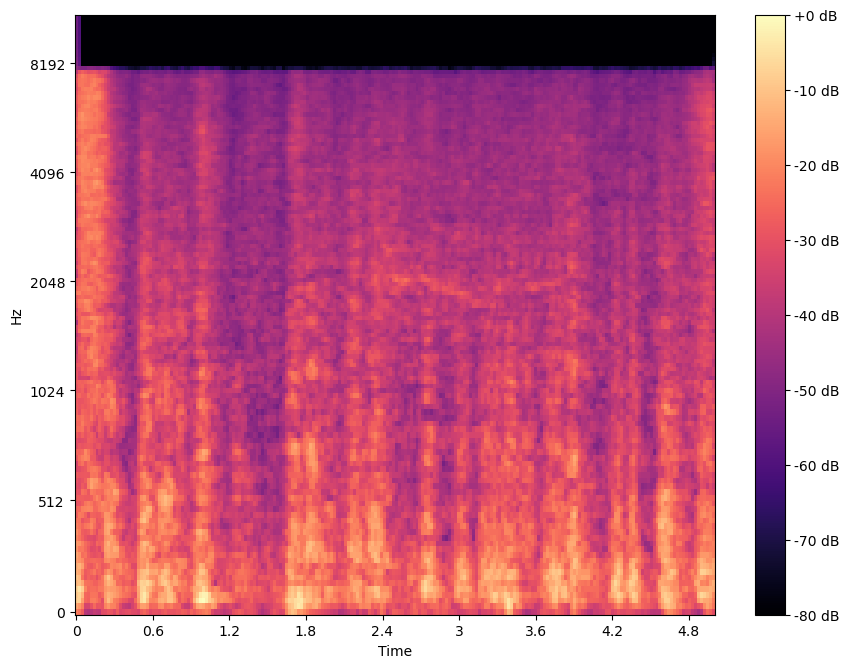 +0 dB
8192
-10 dB
4096
-20 dB
-30 dB
2048
-40 dB
Hz
1024
-50 dB
512
-60 dB
-70 dB
0
-80 dB
0 0.6 1.2 1.8 2.4 3 3.6 4.2 4.8
Time